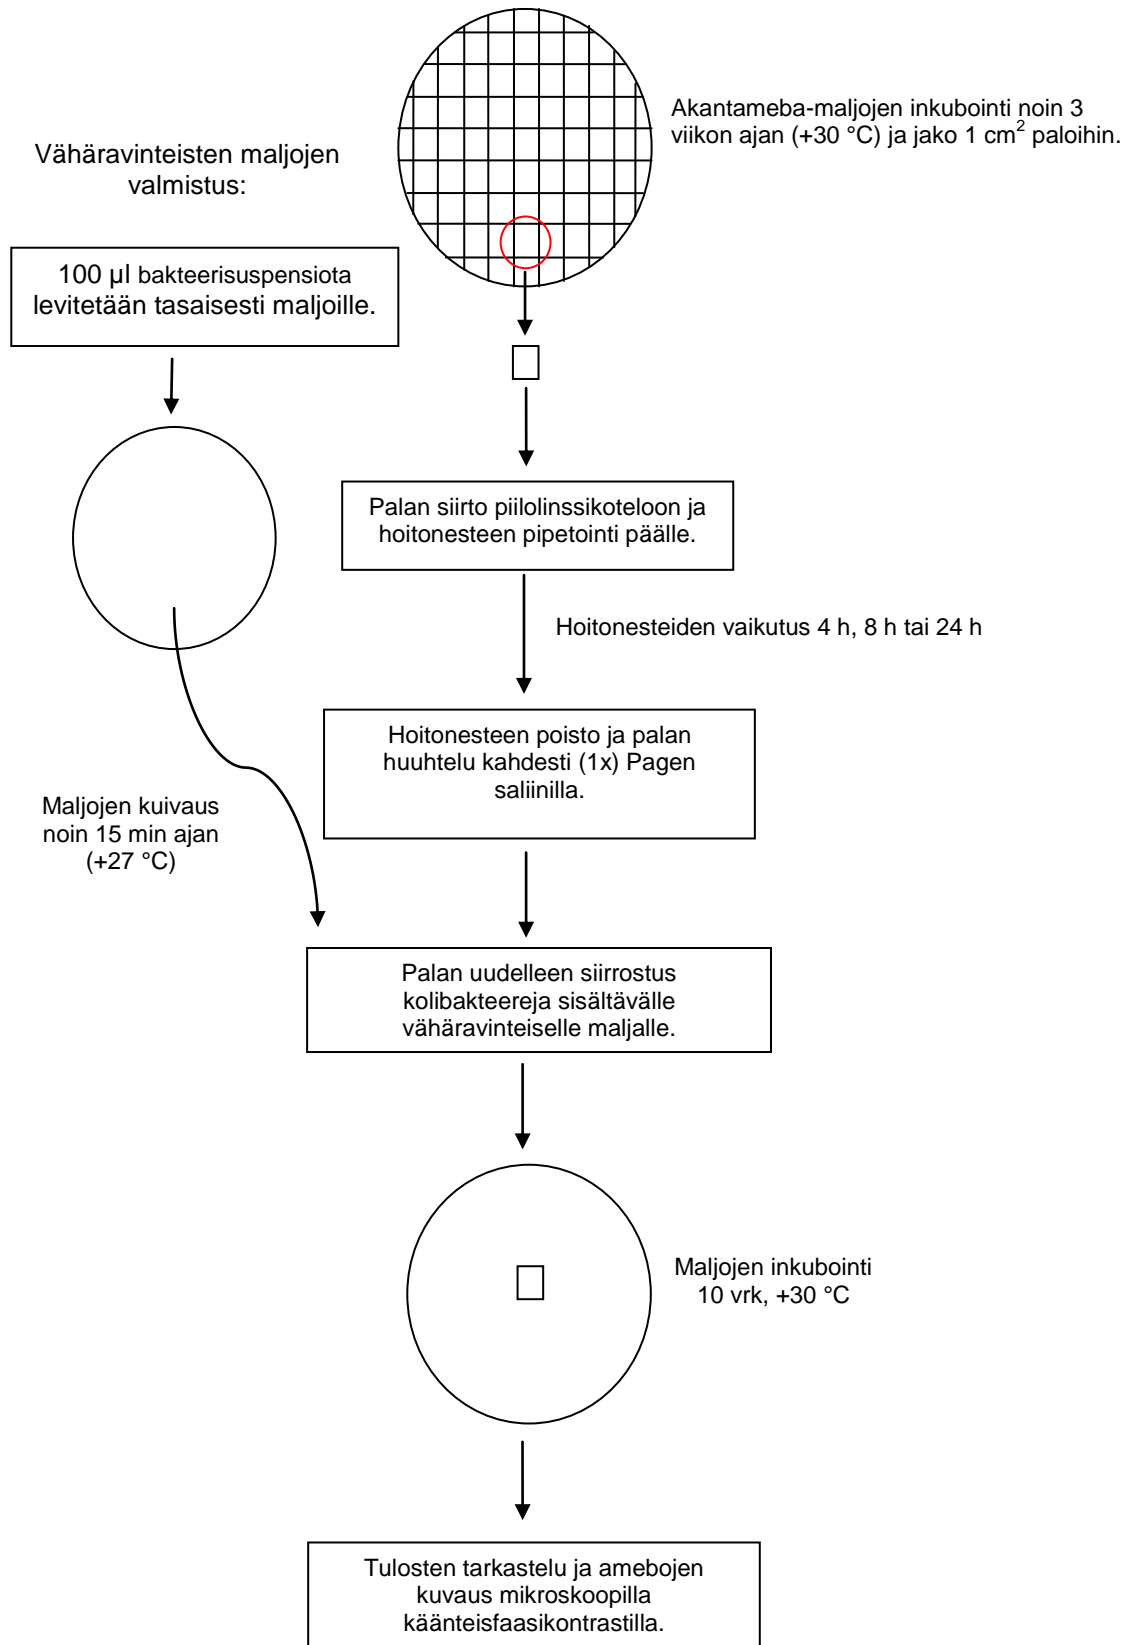 Akantameba-maljojen inkubointi noin 3
viikon ajan (+30 °C) ja jako 1 cm² paloihin.
Vähäravinteisten maljojen
valmistus:
100 µl bakteerisuspensiota
levitetään tasaisesti maljoille.
Palan siirto piilolinssikoteloon ja
hoitonesteen pipetointi päälle.
Hoitonesteiden vaikutus 4 h, 8 h tai 24 h
Hoitonesteen poisto ja palan
huuhtelu kahdesti (1x) Pagen
saliinilla.
Maljojen kuivaus
noin 15 min ajan
(+27 °C)
Palan uudelleen siirrostus
kolibakteereja sisältävälle
vähäravinteiselle maljalle.
Maljojen inkubointi
10 vrk, +30 °C
Tulosten tarkastelu ja amebojen
kuvaus mikroskoopilla
käänteisfaasikontrastilla.